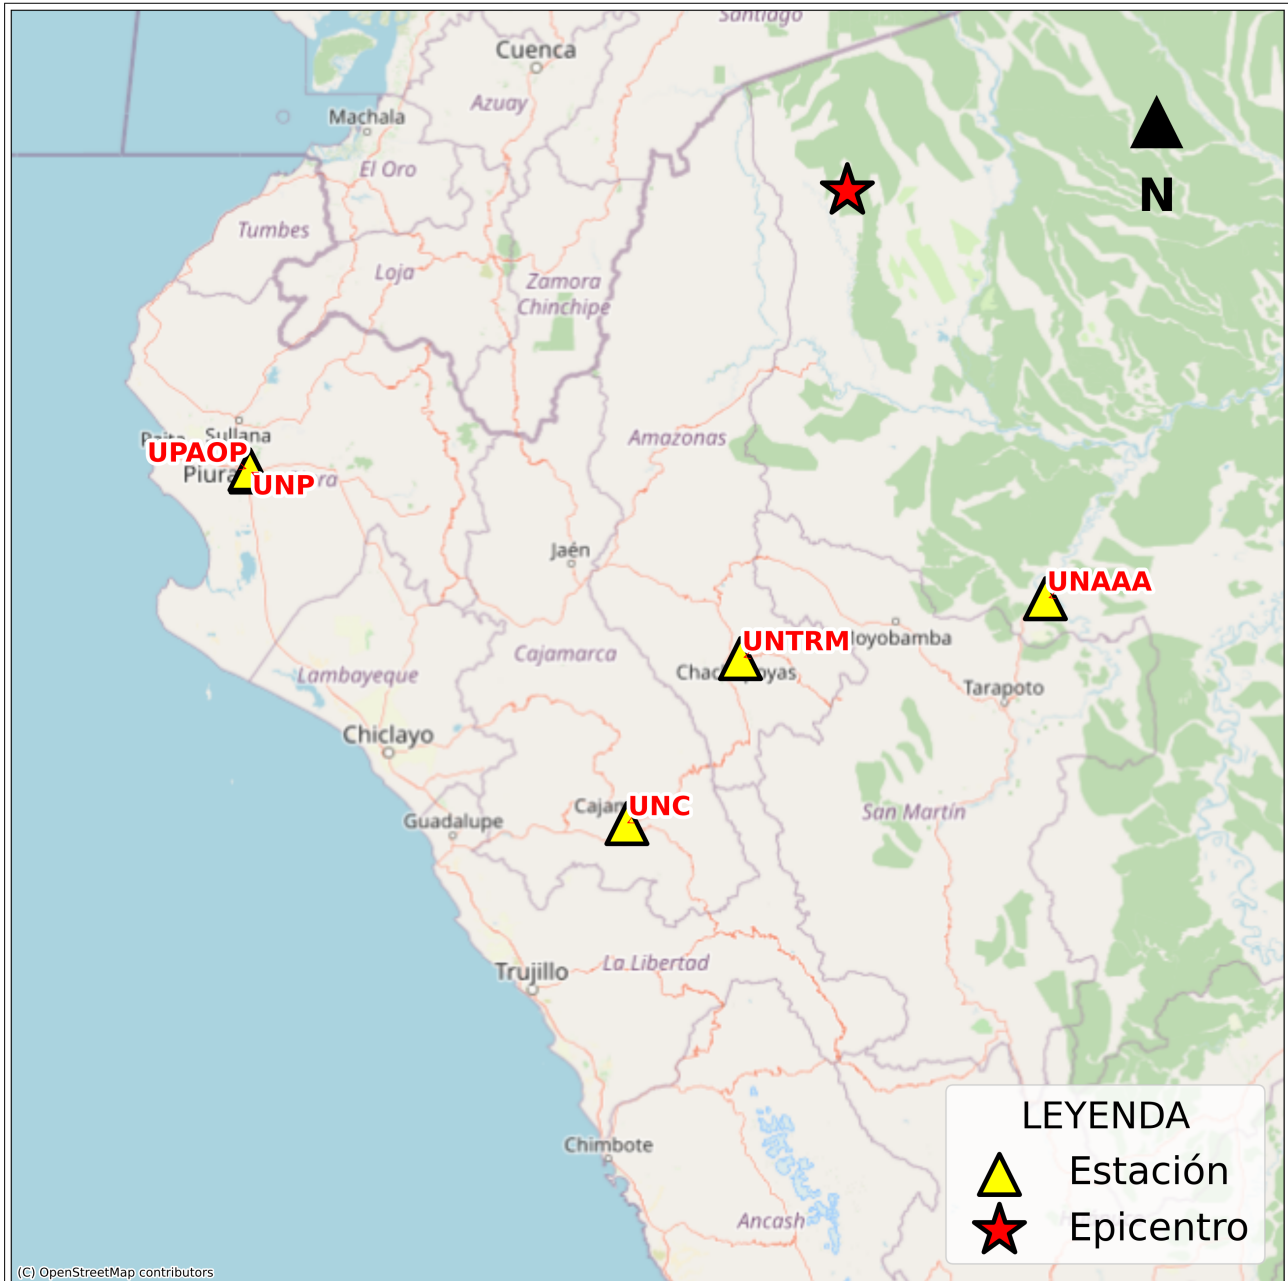 Santiago
Cuenca
Azuay
Machala
El Oro
N
Tumbes
Loja
Zamora
Chinchipe
Sullana
Amazonas
UPAOP
Piura
UNP
Jaén
UNAAA
UNTRM
Cajamarca
Lambayeque
Tarapoto
Chiclayo
UNC
San Martín
Guadalupe
La Libertad
Trujillo
LEYENDA
Chimbote
Estación
Ancash
Epicentro
(C) OpenStreetMap contributors